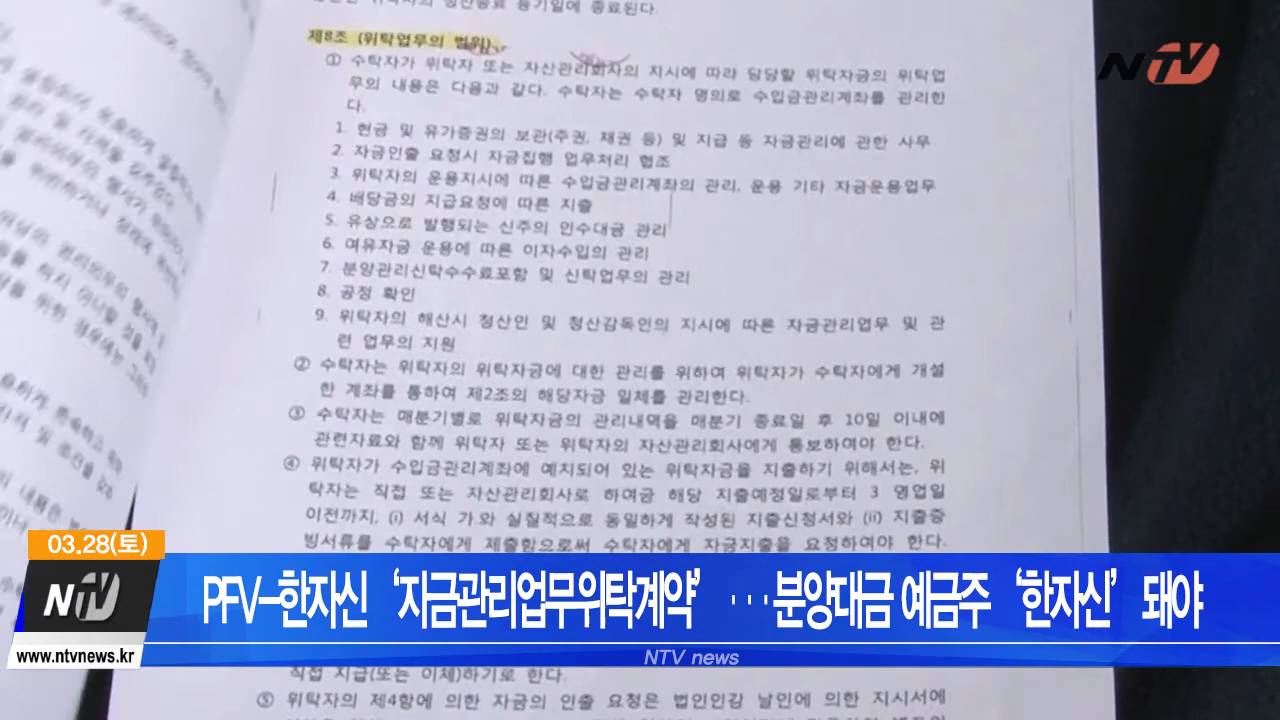 종료 등기일에 종료된다.
제8조 (위탁업무의 범위)
① 수탁자가 위탁자 또는 자산관리회사의 지시에 따라 담당할 위탁자금의 위탁업
무의 내용은 다음과 같다. 수탁자는 수탁자 명의로 수입금관리계좌를 관리한
다.
1. 현금 및 유가증권의 보관(주권, 채권 등) 및 지급 등 자금관리에 관한 사무
2. 자금인출 요청시 자금집행 업무처리 협조
3. 위탁자의 운용지시에 따른 수입금관리계좌의 관리, 운용 기타 자금운용업무
4. 배당금의 지급요청에 따른 지출
5. 유상으로 발행되는 신주의 인수대금 관리
6. 여유자금 운용에 따른 이자수입의 관리
7. 분양관리신탁수수료포함 및 신탁업무의 관리
8. 공정 확인
9. 위탁자의 해산시 청산인 및 청산감독인의 지시에 따른 자금관리업무 및 관
련 업무의 지원
② 수탁자는 위탁자의 위탁자금에 대한 관리를 위하여 위탁자가 수탁자에게 개설
한 계좌를 통하여 제2조의 해당자금 일체를 관리한다.
③ 수탁자는 매분기별로 위탁자금의 관리내역을 매분기 종료일 후 10일 이내에
관련자료와 함께 위탁자 또는 위탁자의 자산관리회사에게 통보하여야 한다.
④ 위탁자가 수입금관리계좌에 예치되어 있는 위탁자금을 지출하기 위해서는, 위
탁자는 직접 또는 자산관리회사로 하여금 해당 지출예정일로부터 3 영업일
이전까지, (i) 서식 가와 실질적으로 동일하게 작성된 지출신청서와 (ii) 지출증
빙서류를 수탁자에게 제출함으로써 수탁자에게 자금지출을 요청하여야 한다.
직접 지급(또는 이체)하기로 한다.
⑤ 위탁자의 제4항에 의한 자금의 인출 요청은 법인인감 날인에 의한 지시서에
NTV
03.28(토)
NTV
www.ntvnews.kr
PFV-한자신 ‘자금관리업무위탁계약’ …분양대금 예금주 ‘한자신’ 돼야
NTV news